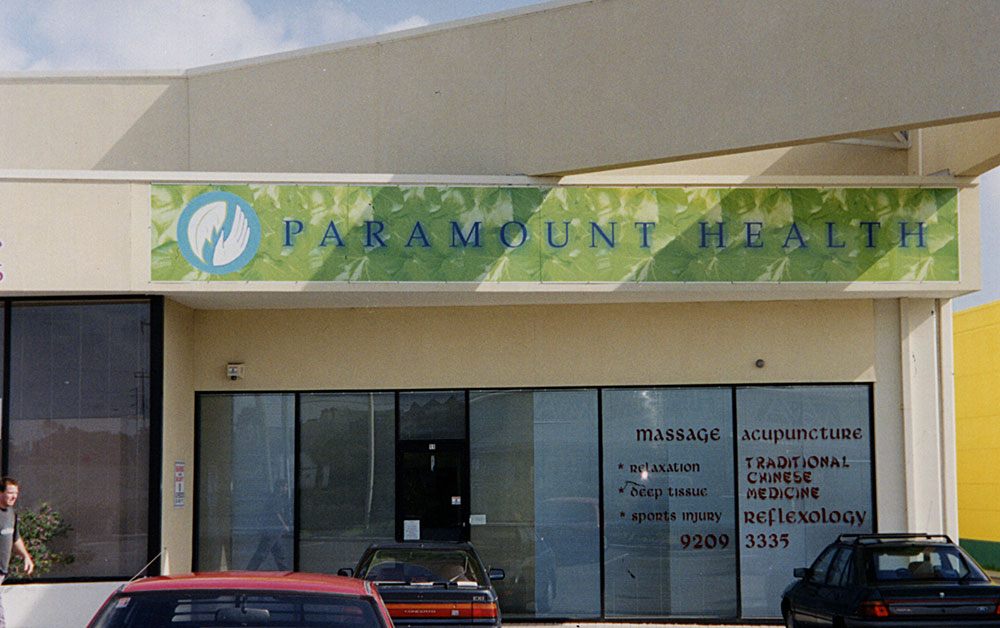 PARAMOUNT HEALTH
massage
* relaxation
* deep tissue
* sports injury
9209
acupuncture
TRADITIONAL
CHINESE
MEDICINE
Reflexology
3335